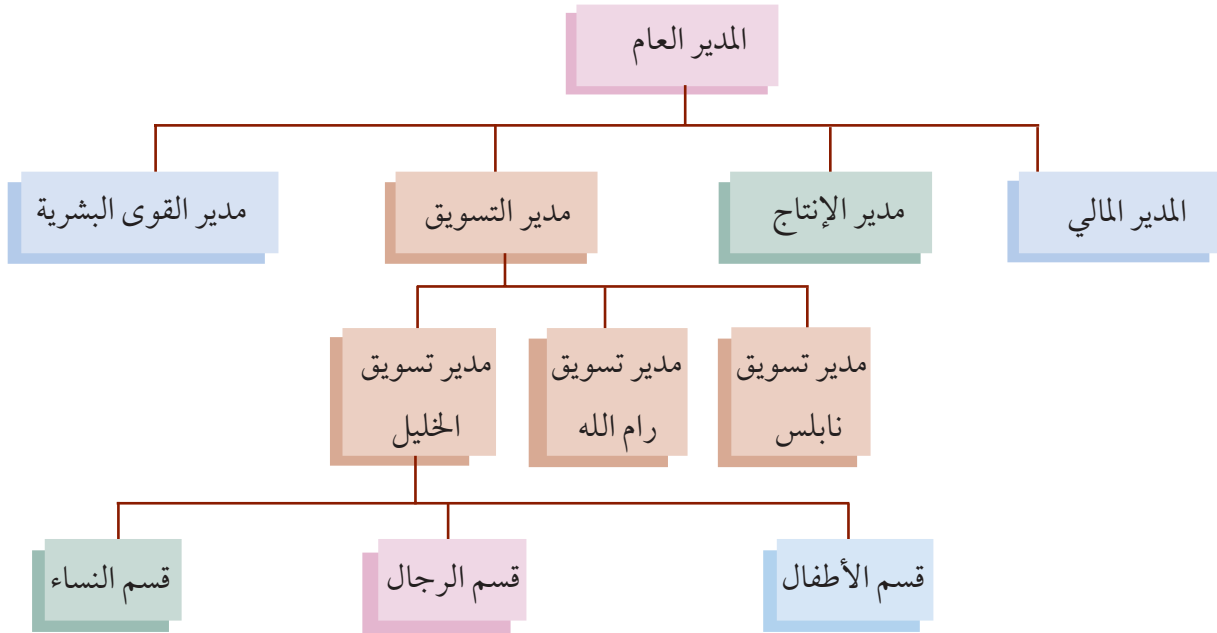 المدير العام
المدير المالي
مدير الإنتاج
مدير التسويق
مدير القوى البشرية
مدير تسويق
نابلس
مدير تسويق
رام الله
مدير تسويق
الخليل
قسم الأطفال
قسم الرجال
قسم النساء